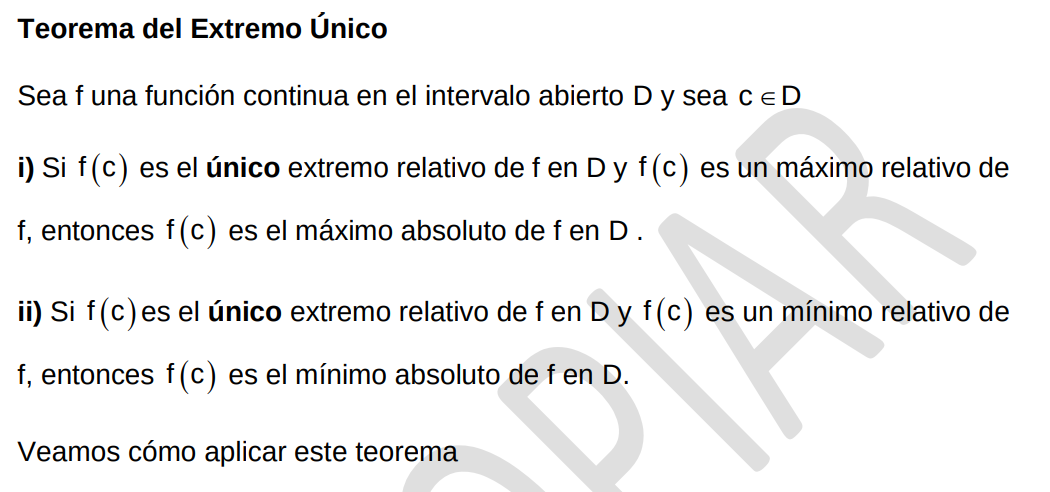 Teorema del Extremo Único
Sea f una función continua en el intervalo abierto D y sea c ∈ D
i) Si f(c) es el único extremo relativo de f en D y f(c) es un máximo relativo de
f, entonces f(c) es el máximo absoluto de f en D .
ii) Si f(c) es el único extremo relativo de f en D y f(c) es un mínimo relativo de
f, entonces f(c) es el mínimo absoluto de f en D.
Veamos cómo aplicar este teorema
OPIAR